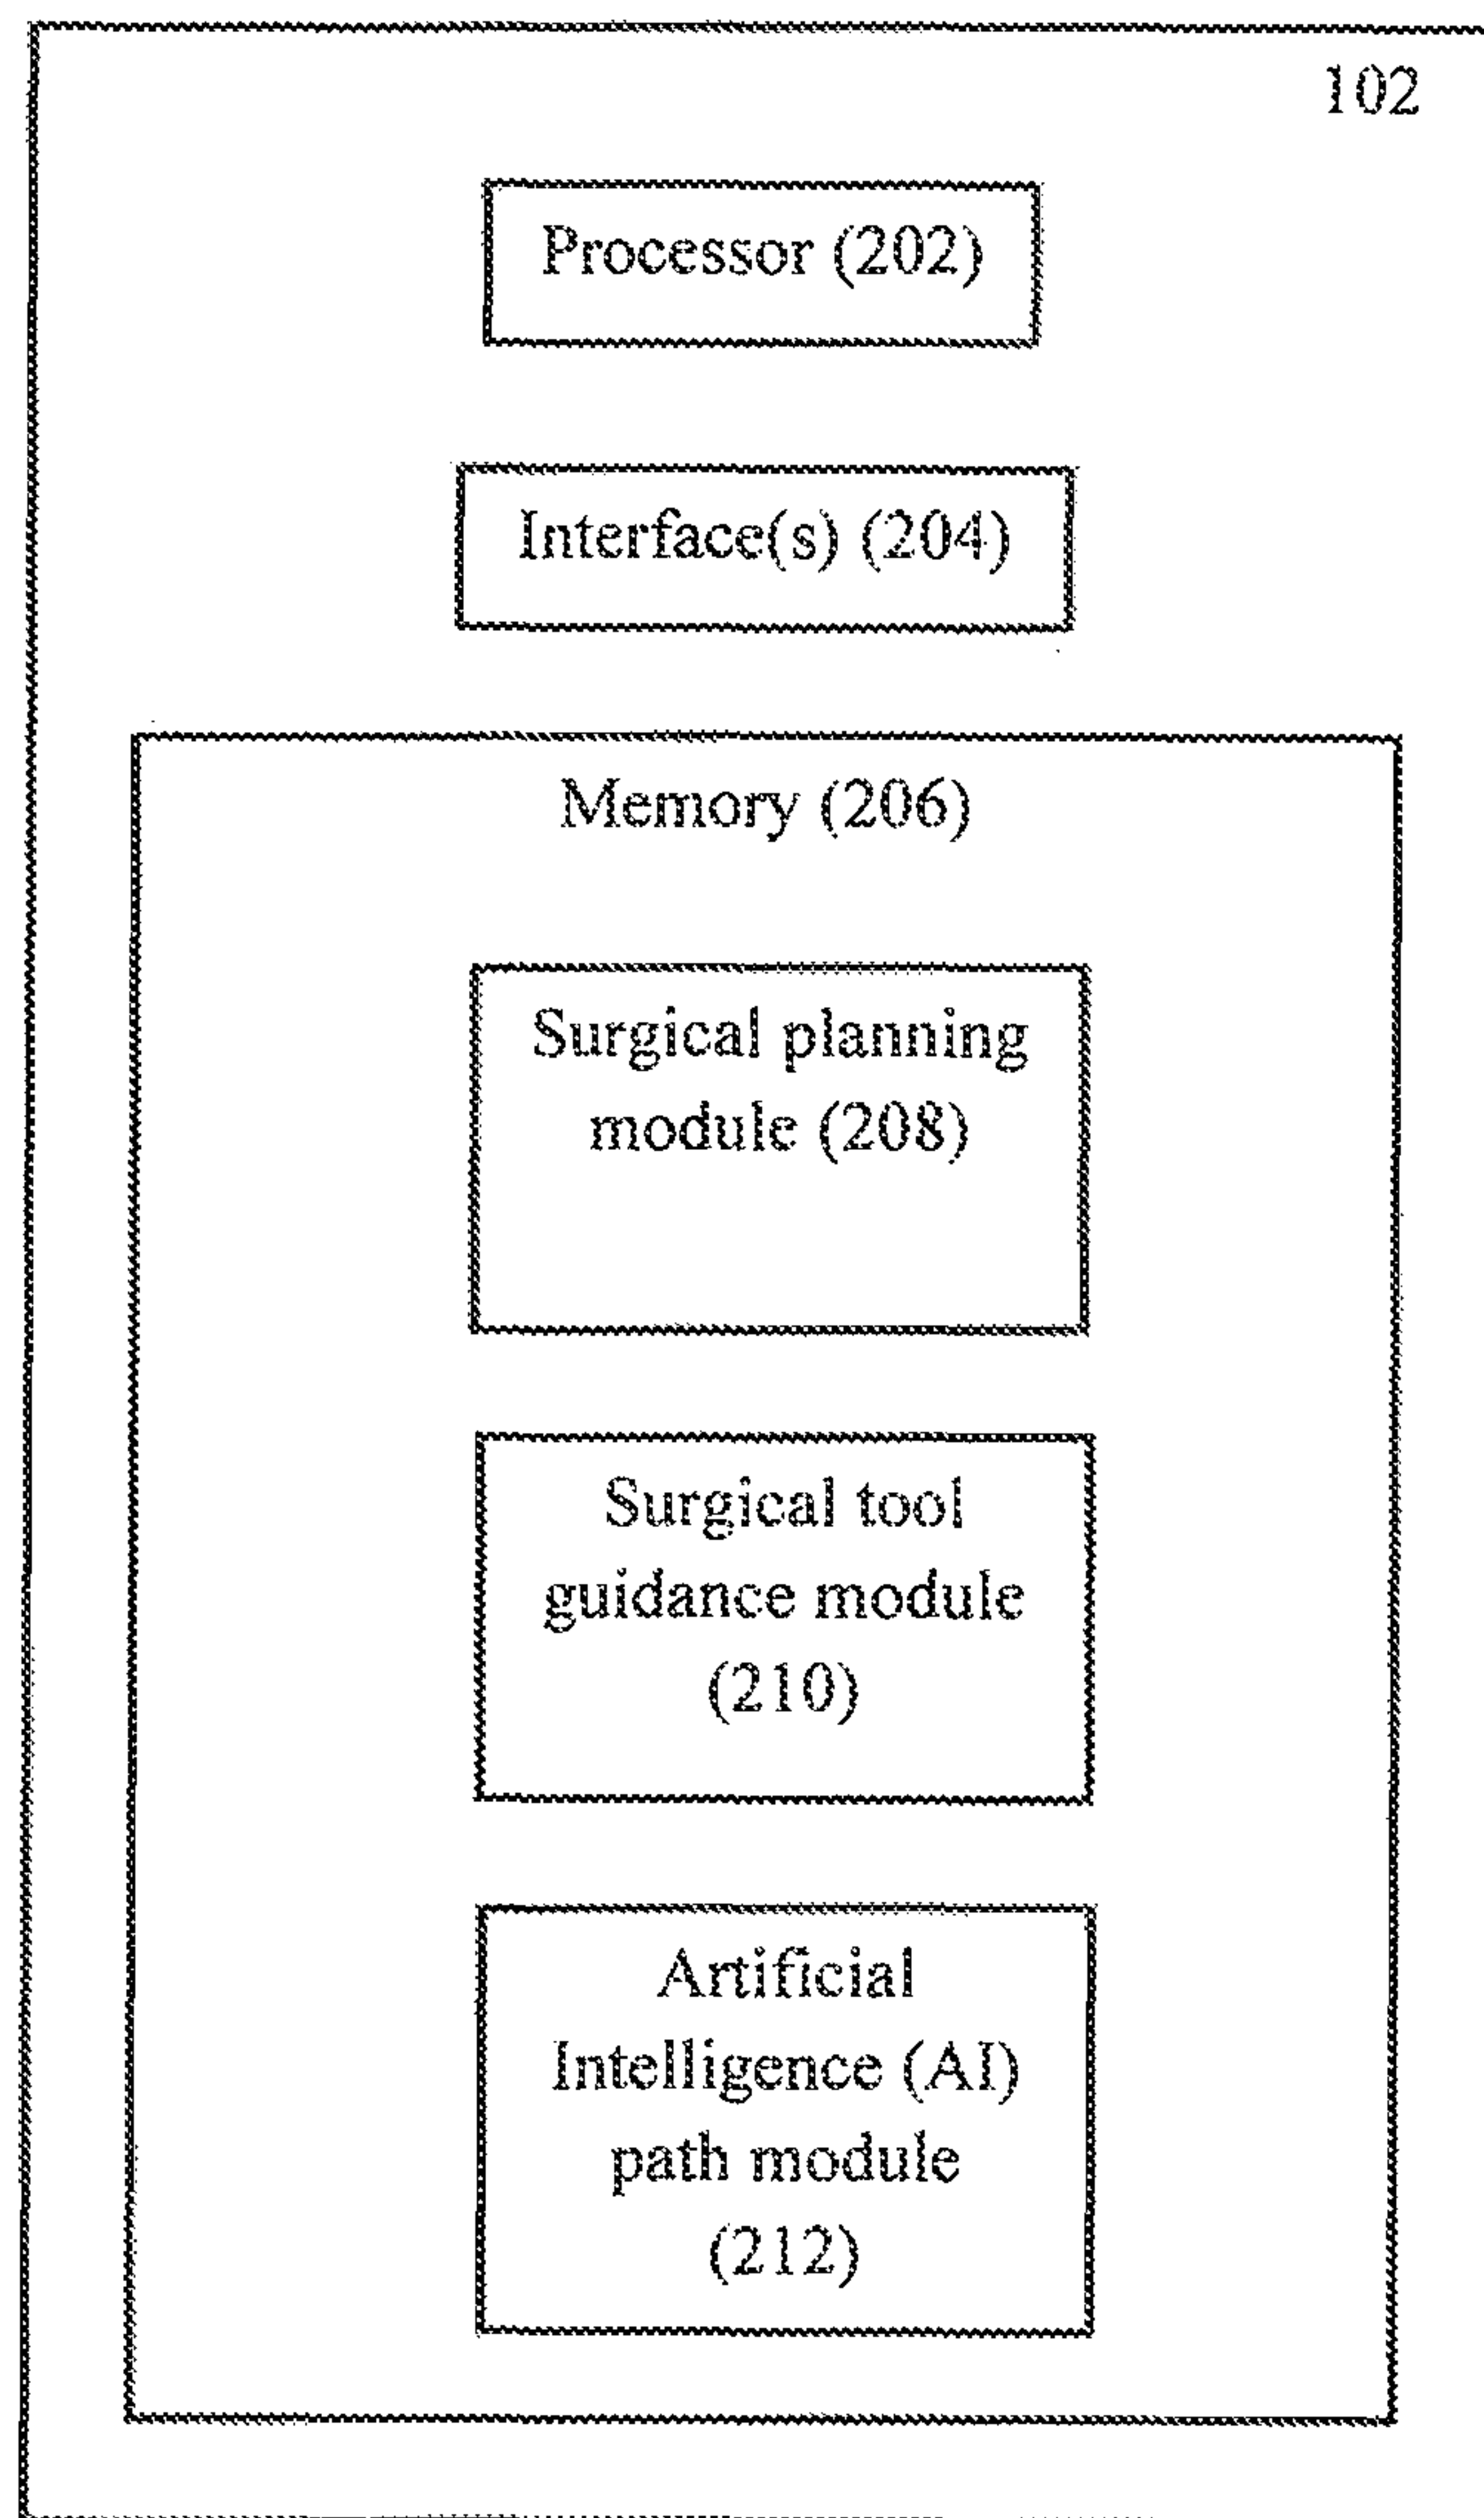 102
Processor (202)
Interface(s) (204)
Memory (206)
Surgical planning
module (208)
Surgical tool
guidance module
(210)
Artificial
Intelligence (AI)
path module
(212)